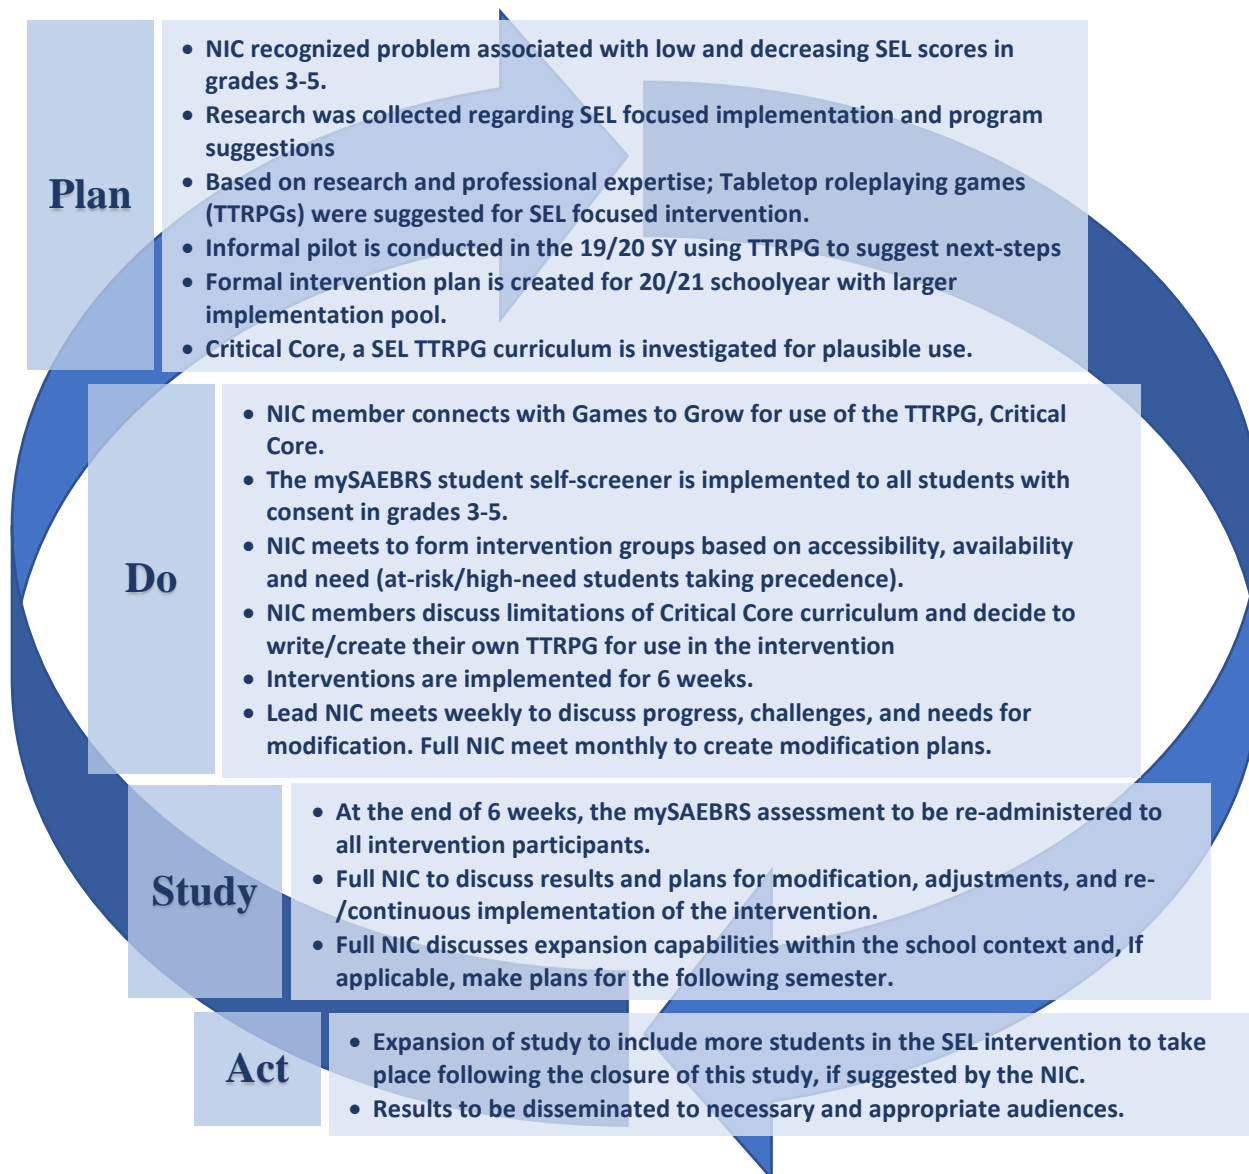 Plan
• NIC recognized problem associated with low and decreasing SEL scores in
grades 3-5.
• Research was collected regarding SEL focused implementation and program
suggestions
• Based on research and professional expertise; Tabletop roleplaying games
(TTRPGs) were suggested for SEL focused intervention.
• Informal pilot is conducted in the 19/20 SY using TTRPG to suggest next-steps
• Formal intervention plan is created for 20/21 schoolyear with larger
implementation pool.
• Critical Core, a SEL TTRPG curriculum is investigated for plausible use.
Do
• NIC member connects with Games to Grow for use of the TTRPG, Critical
Core.
• The mySAEBRS student self-screener is implemented to all students with
consent in grades 3-5.
• NIC meets to form intervention groups based on accessibility, availability
and need (at-risk/high-need students taking precedence).
• NIC members discuss limitations of Critical Core curriculum and decide to
write/create their own TTRPG for use in the intervention
• Interventions are implemented for 6 weeks.
• Lead NIC meets weekly to discuss progress, challenges, and needs for
modification. Full NIC meet monthly to create modification plans.
Study
• At the end of 6 weeks, the mySAEBRS assessment to be re-administered to
all intervention participants.
• Full NIC to discuss results and plans for modification, adjustments, and re-
/continuous implementation of the intervention.
• Full NIC discusses expansion capabilities within the school context and, If
applicable, make plans for the following semester.
Act
• Expansion of study to include more students in the SEL intervention to take
place following the closure of this study, if suggested by the NIC.
• Results to be disseminated to necessary and appropriate audiences.